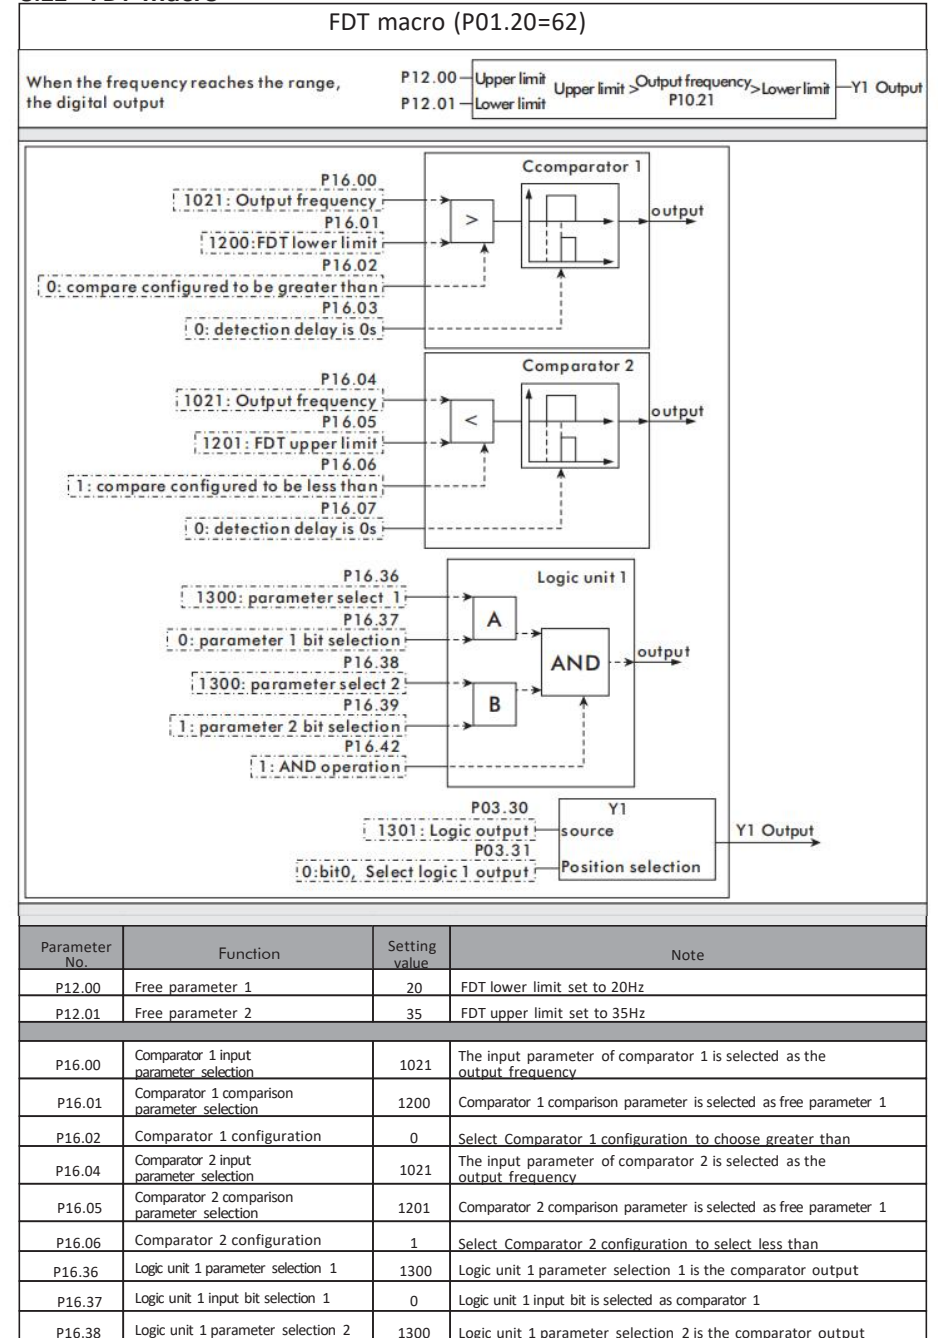 FDT macro (P01.20=62)
When the frequency reaches the range,
the digital output
P12.00
P12.01
Upper limit
Lower limit
Upper limit >
Output frequency
P10.21
>Lower limit
Y1 Output
Ccomparator 1
P16.00
1021: Output frequency
P16.01
1200:FDT lower limit
P16.02
0: compare configured to be greater than
P16.03
0: detection delay is 0s
>
output
Comparator 2
P16.04
1021: Output frequency
P16.05
1201: FDT upper limit
P16.06
1: compare configured to be less than
P16.07
0: detection delay is 0s
<
output
Logic unit 1
P16.36
1300: parameter select 1
P16.37
0: parameter 1 bit selection
P16.38
1300: parameter select 2
P16.39
1: parameter 2 bit selection
P16.42
1: AND operation
A
B
AND
output
P03.30
1301: Logic output
P03.31
0:bit0, Select logic 1 output
Y1
source
Position selection
Y1 Output
Parameter No. Function Setting value Note
P12.00 Free parameter 1 20 FDT lower limit set to 20Hz
P12.01 Free parameter 2 35 FDT upper limit set to 35Hz
P16.00 Comparator 1 input parameter selection 1021 The input parameter of comparator 1 is selected as the output frequency
P16.01 Comparator 1 comparison parameter selection 1200 Comparator 1 comparison parameter is selected as free parameter 1
P16.02 Comparator 1 configuration 0 Select Comparator 1 configuration to choose greater than
P16.04 Comparator 2 input parameter selection 1021 The input parameter of comparator 2 is selected as the output frequency
P16.05 Comparator 2 comparison parameter selection 1201 Comparator 2 comparison parameter is selected as free parameter 1
P16.06 Comparator 2 configuration 1 Select Comparator 2 configuration to select less than
P16.36 Logic unit 1 parameter selection 1 1300 Logic unit 1 parameter selection 1 is the comparator output
P16.37 Logic unit 1 input bit selection 1 0 Logic unit 1 input bit is selected as comparator 1
P16.38 Logic unit 1 parameter selection 2 1300 Logic unit 1 parameter selection 2 is the comparator output